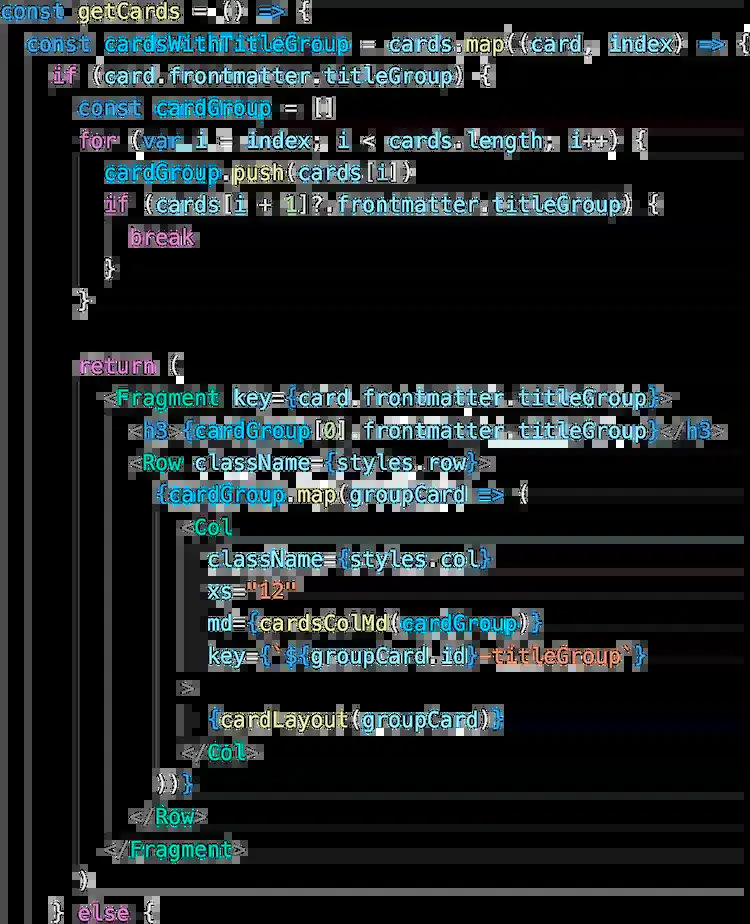 const getCards = () => {
const cardsWithTitleGroup = cards.map((card, index) => {
if (card.frontmatter.titleGroup) {
const cardGroup = []
for (var i = index; i < cards.length; i++) {
cardGroup.push(cards[i])
if (cards[i + 1]?.frontmatter.titleGroup) {
break
}
}
return (
<Fragment key={card.frontmatter.titleGroup}>
<h3>{cardGroup[0].frontmatter.titleGroup}</h3>
<Row className={styles.row}>
{cardGroup.map(groupCard => (
<Col
className={styles.col}
xs="12"
md={cardsColMd(cardGroup)}
key={`${groupCard.id}-titleGroup`}
>
{cardLayout(groupCard)}
</Col>
))}
</Row>
</Fragment>
)
} else {